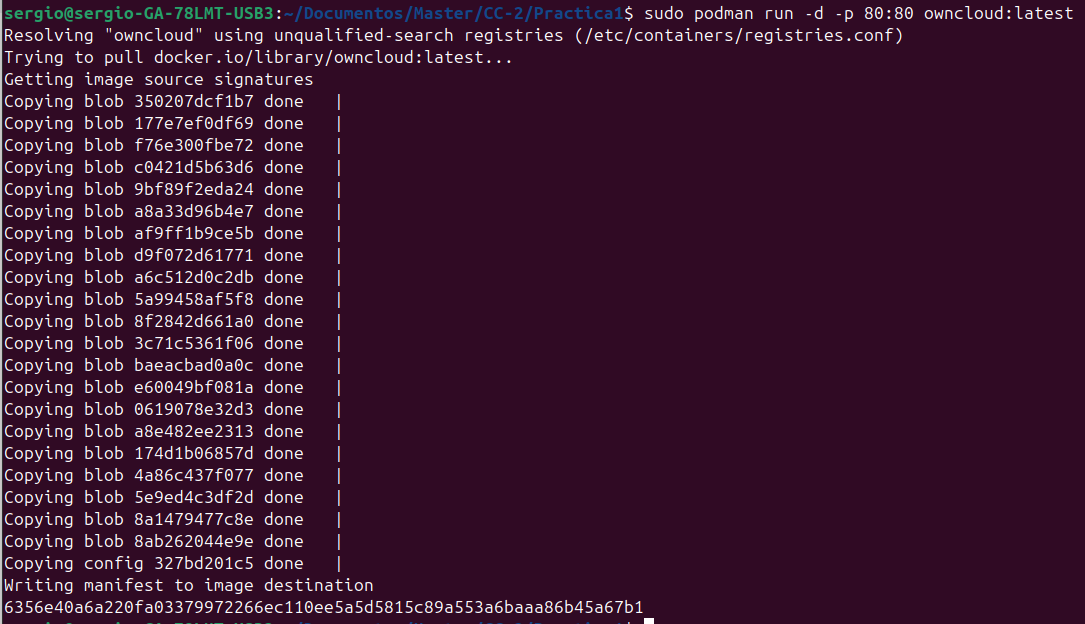 sergio@sergio-GA-78LMT-USB3:~/Documentos/Master/CC-2/Practica1$ sudo podman run -d -p 80:80 owncloud:latest
Resolving "owncloud" using unqualified-search registries (/etc/containers/registries.conf)
Trying to pull docker.io/library/owncloud:latest...
Getting image source signatures
Copying blob 350207dcf1b7 done   |
Copying blob 177e7ef0df69 done   |
Copying blob f76e300fbe72 done   |
Copying blob c0421d5b63d6 done   |
Copying blob 9bf89f2eda24 done   |
Copying blob a8a33d96b4e7 done   |
Copying blob af9ff1b9ce5b done   |
Copying blob d9f072d61771 done   |
Copying blob a6c512d0c2db done   |
Copying blob 5a99458af5f8 done   |
Copying blob 8f2842d661a0 done   |
Copying blob 3c71c5361f06 done   |
Copying blob baeacbad0a0c done   |
Copying blob e60049bf081a done   |
Copying blob 0619078e32d3 done   |
Copying blob a8e482ee2313 done   |
Copying blob 174d1b06857d done   |
Copying blob 4a86c437f077 done   |
Copying blob 5e9ed4c3df2d done   |
Copying blob 8a1479477c8e done   |
Copying blob 8ab262044e9e done   |
Copying config 327bd201c5 done   |
Writing manifest to image destination
6356e40a6a220fa03379972266ec110ee5a5d5815c89a553a6baaa86b45a67b1